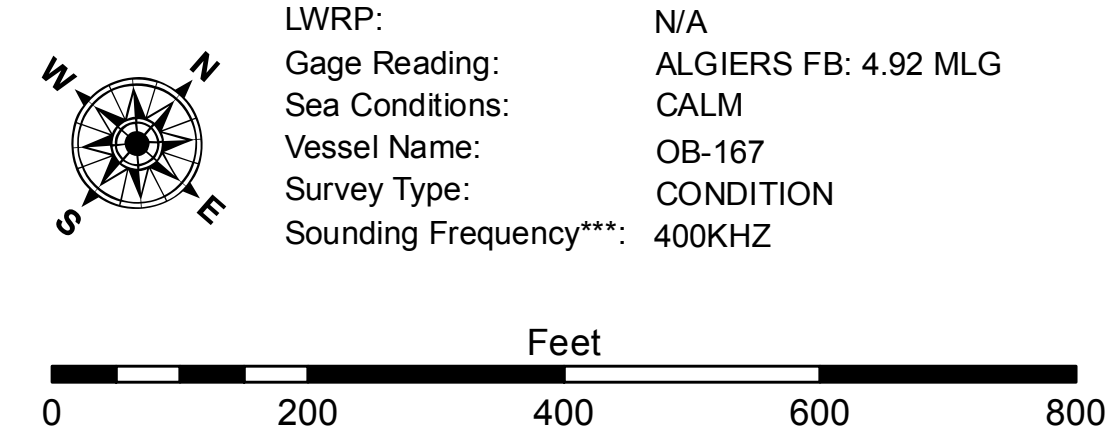 W N
S E
LWRP: N/A
Gage Reading: ALGIERS FB: 4.92 MLG
Sea Conditions: CALM
Vessel Name: OB-167
Survey Type: CONDITION
Sounding Frequency***: 400KHZ
Feet
0 200 400 600 800